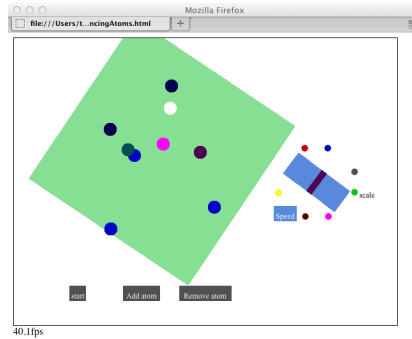 Mozilla Firefox
file:///Users/t...ncingAtoms.html
scale
Speed
start
Add atom
Remove atom
40.1fps